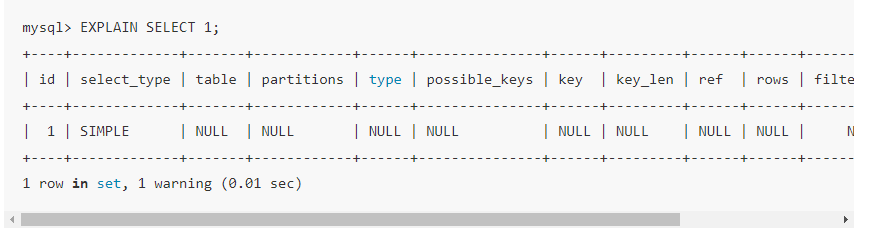 mysql> EXPLAIN SELECT 1;
+----+-------------+-------+------------+------+---------------+------+---------+------+------+------
| id | select_type | table | partitions | type | possible_keys | key  | key_len | ref  | rows | filte
+----+-------------+-------+------------+------+---------------+------+---------+------+------+------
|  1 | SIMPLE      | NULL  | NULL       | NULL | NULL          | NULL | NULL    | NULL | NULL |     N
+----+-------------+-------+------------+------+---------------+------+---------+------+------+------
1 row in set, 1 warning (0.01 sec)